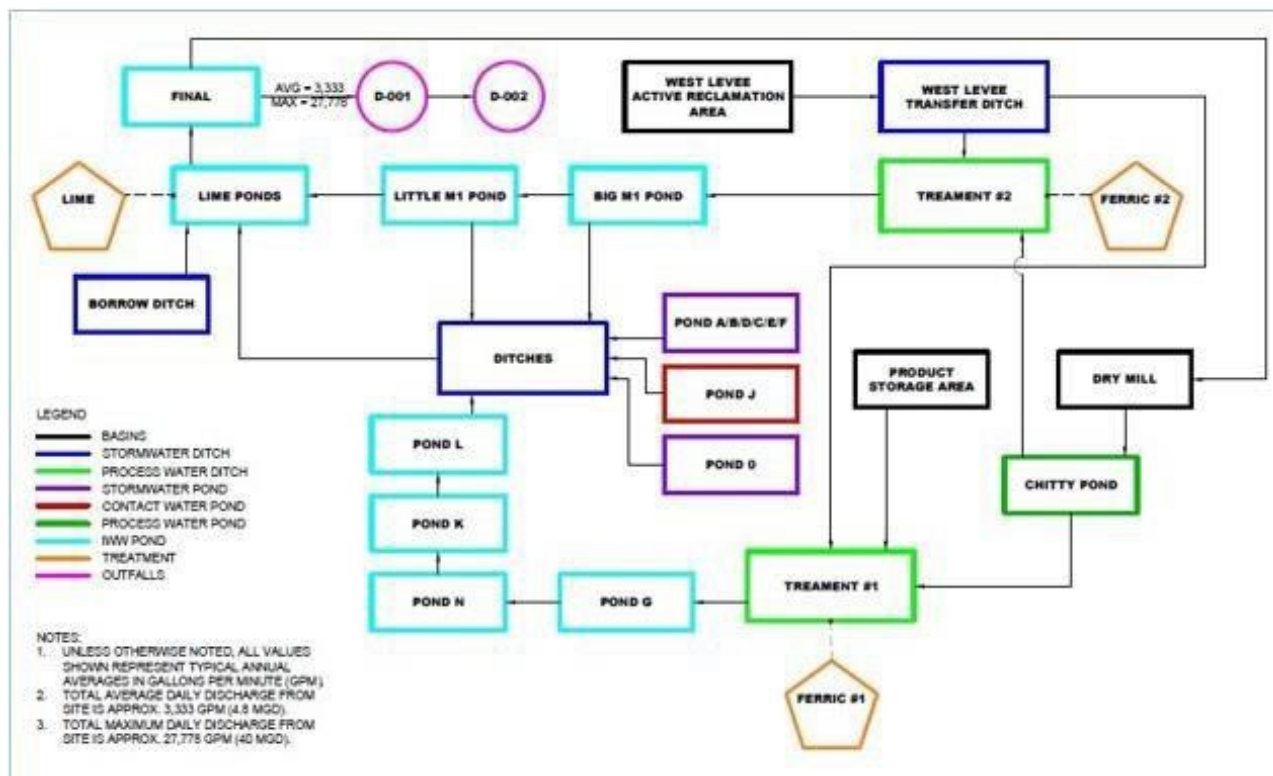 FINAL
AVG = 3,333
MAX = 27,778
D-001
D-002
WEST LEVEE
ACTIVE RECLAMATION
AREA
WEST LEVEE
TRANSFER DITCH
LIME
LIME PONDS
LITTLE M1 POND
BIG M1 POND
TREAMENT #2
FERRIC #2
BORROW DITCH
DITCHES
POND A/B/D/C/E/F
POND J
POND O
PRODUCT
STORAGE AREA
DRY MILL
CHITTY POND
POND L
POND K
POND N
POND G
TREAMENT #1
FERRIC #1
LEGEND
BASINS
STORMWATER DITCH
PROCESS WATER DITCH
STORMWATER POND
CONTACT WATER POND
PROCESS WATER POND
IWW POND
TREATMENT
OUTFALLS
NOTES:
1. UNLESS OTHERWISE NOTED, ALL VALUES
SHOWN REPRESENT TYPICAL ANNUAL
AVERAGES IN GALLONS PER MINUTE (GPM).
2. TOTAL AVERAGE DAILY DISCHARGE FROM
SITE IS APPROX. 3,333 GPM (4.8 MGD).
3. TOTAL MAXIMUM DAILY DISCHARGE FROM
SITE IS APPROX. 27,778 GPM (40 MGD).